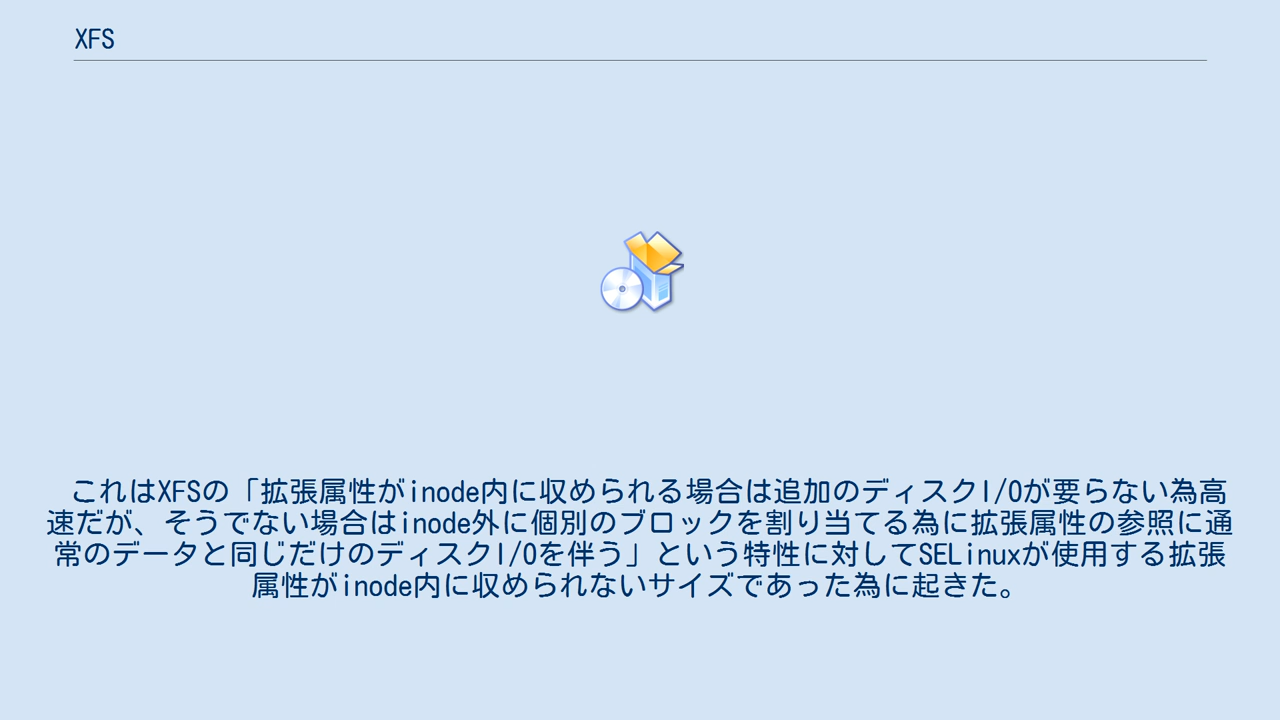 XFS
これはXFSの「拡張属性がinode内に収められる場合は追加のディスクI/Oが要らない為高
速だが、そうでない場合はinode外に個別のブロックを割り当てる為に拡張属性の参照に通
常のデータと同じだけのディスクI/Oを伴う」という特性に対してSELinuxが使用する拡張
属性がinode内に収められないサイズであった為に起きた。